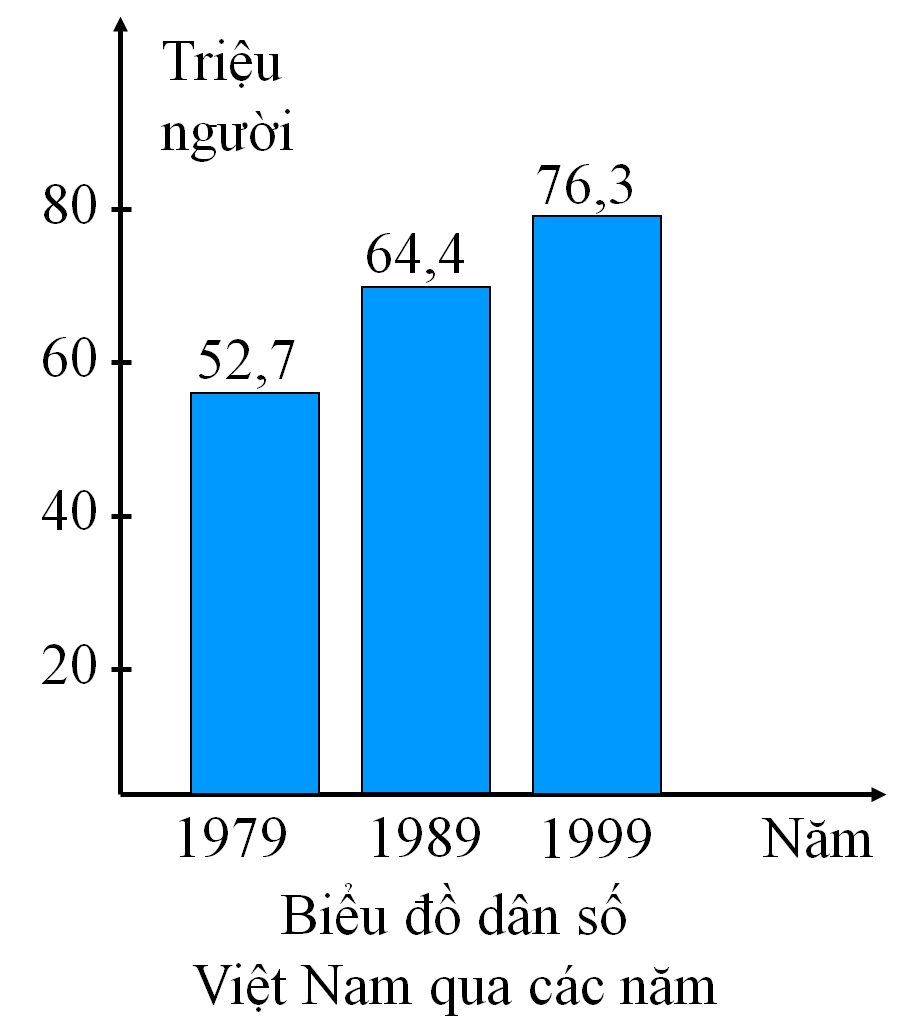 Triệu
người
80
76,3
64,4
60
52,7
40
20
1979 1989 1999 Năm
Biểu đồ dân số
Việt Nam qua các năm